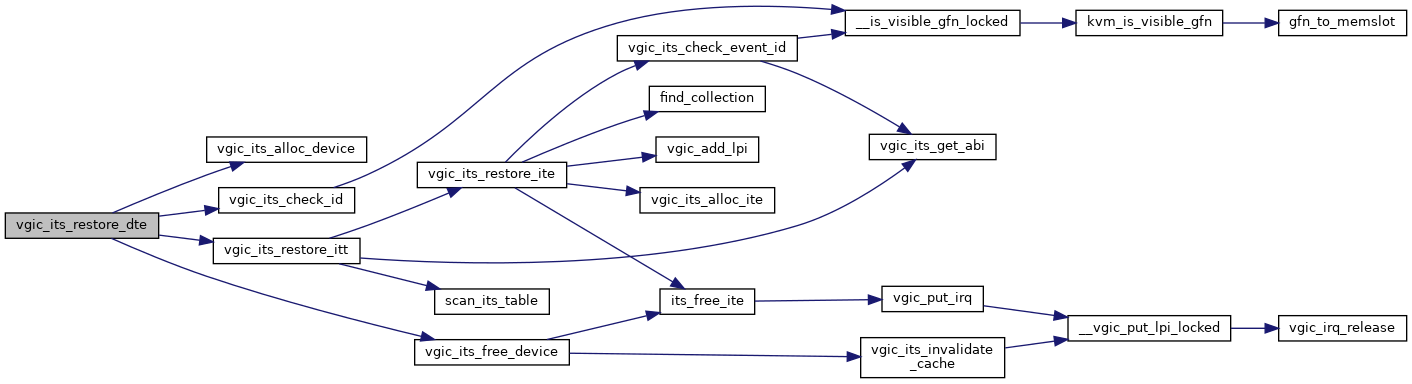 vgic_its_restore_dte
vgic_its_alloc_device
vgic_its_check_id
vgic_its_restore_itt
vgic_its_free_device
vgic_its_restore_ite
scan_its_table
vgic_its_check_event_id
find_collection
vgic_add_lpi
vgic_its_alloc_ite
its_free_ite
__is_visible_gfn_locked
vgic_its_get_abi
vgic_put_irq
vgic_its_invalidate
_cache
kvm_is_visible_gfn
__vgic_put_lpi_locked
gfn_to_memslot
vgic_irq_release